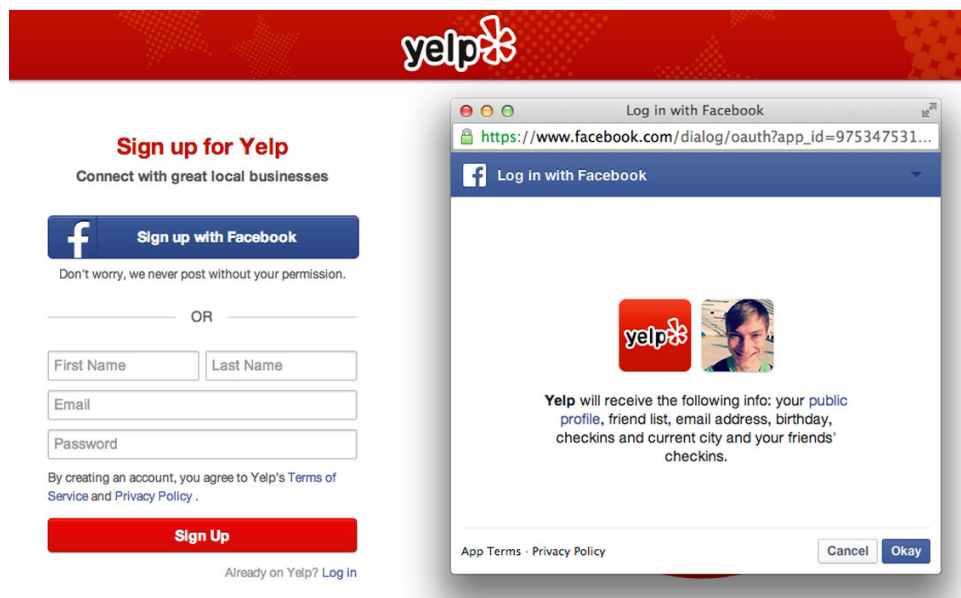 yelp
Sign up for Yelp
Connect with great local businesses
f
Sign up with Facebook
Don't worry, we never post without your permission.
OR
First Name
Last Name
Email
Password
By creating an account, you agree to Yelp's Terms of
Service and Privacy Policy .
Sign Up
Already on Yelp? Log in
Log in with Facebook
https://www.facebook.com/dialog/oauth?app_id=975347531...
f
Log in with Facebook
yelp
Yelp will receive the following info: your public
profile, friend list, email address, birthday,
checkins and current city and your friends'
checkins.
App Terms · Privacy Policy
Cancel
Okay